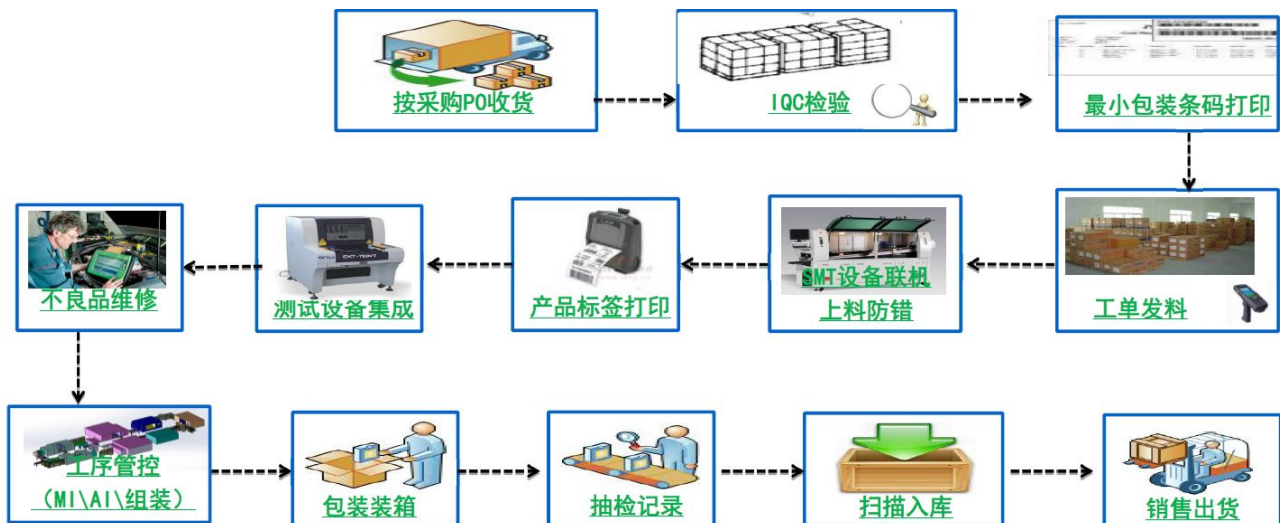 按采购PO收货
IQC检验
最小包装条码打印
工单发料
SMT设备联机
上料防错
产品标签打印
EKT-700VT
测试设备集成
不良品维修
工序管控
（MI\AI\组装）
包装装箱
抽检记录
扫描入库
销售出货